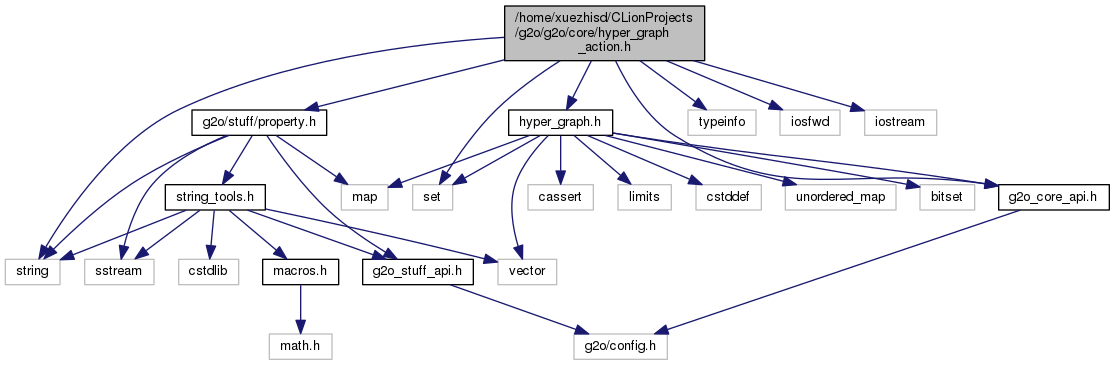 /home/xuezhisd/CLionProjects
/g2o/g2o/core/hyper_graph
_action.h
g2o/stuff/property.h
hyper_graph.h
typeinfo
iosfwd
iostream
string_tools.h
map
set
cassert
limits
cstddef
unordered_map
bitset
g2o_core_api.h
string
sstream
cstdlib
macros.h
g2o_stuff_api.h
vector
math.h
g2o/config.h